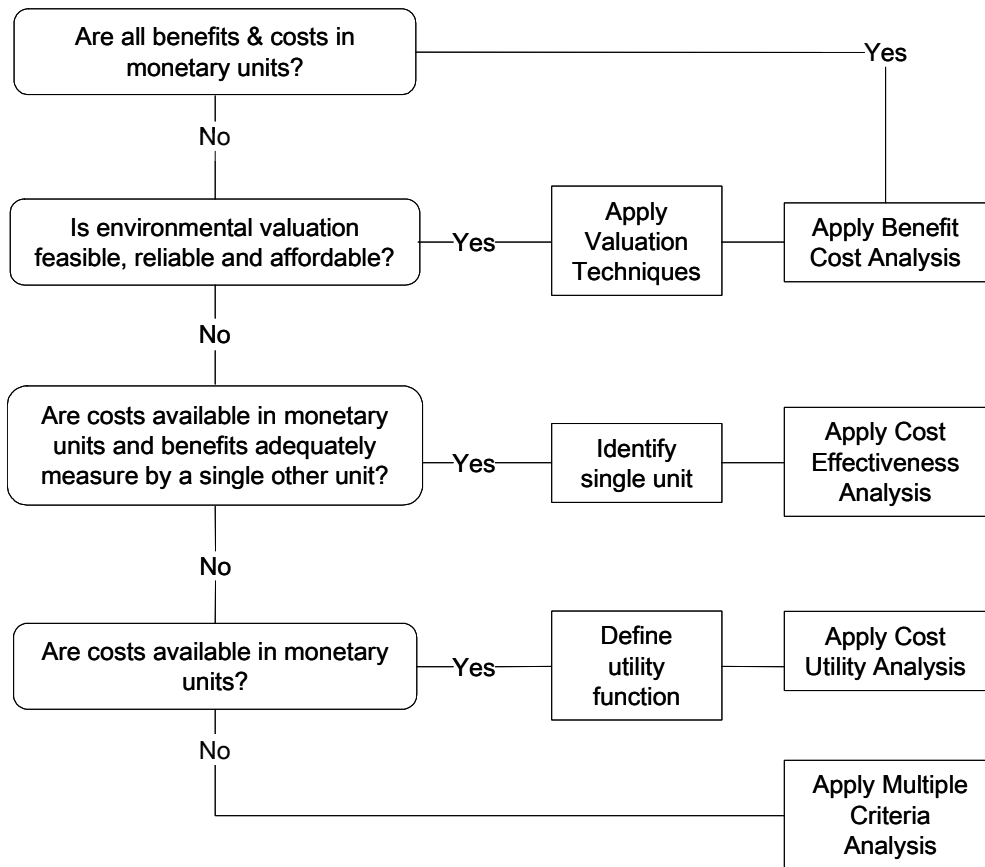 Are all benefits & costs in
monetary units?
Yes
No
Is environmental valuation
feasible, reliable and affordable?
Yes
Apply
Valuation
Techniques
Apply Benefit
Cost Analysis
No
Are costs available in monetary
units and benefits adequately
measure by a single other unit?
Yes
Identify
single unit
Apply Cost
Effectiveness
Analysis
No
Are costs available in monetary
units?
Yes
Define
utility
function
Apply Cost
Utility Analysis
No
Apply Multiple
Criteria
Analysis